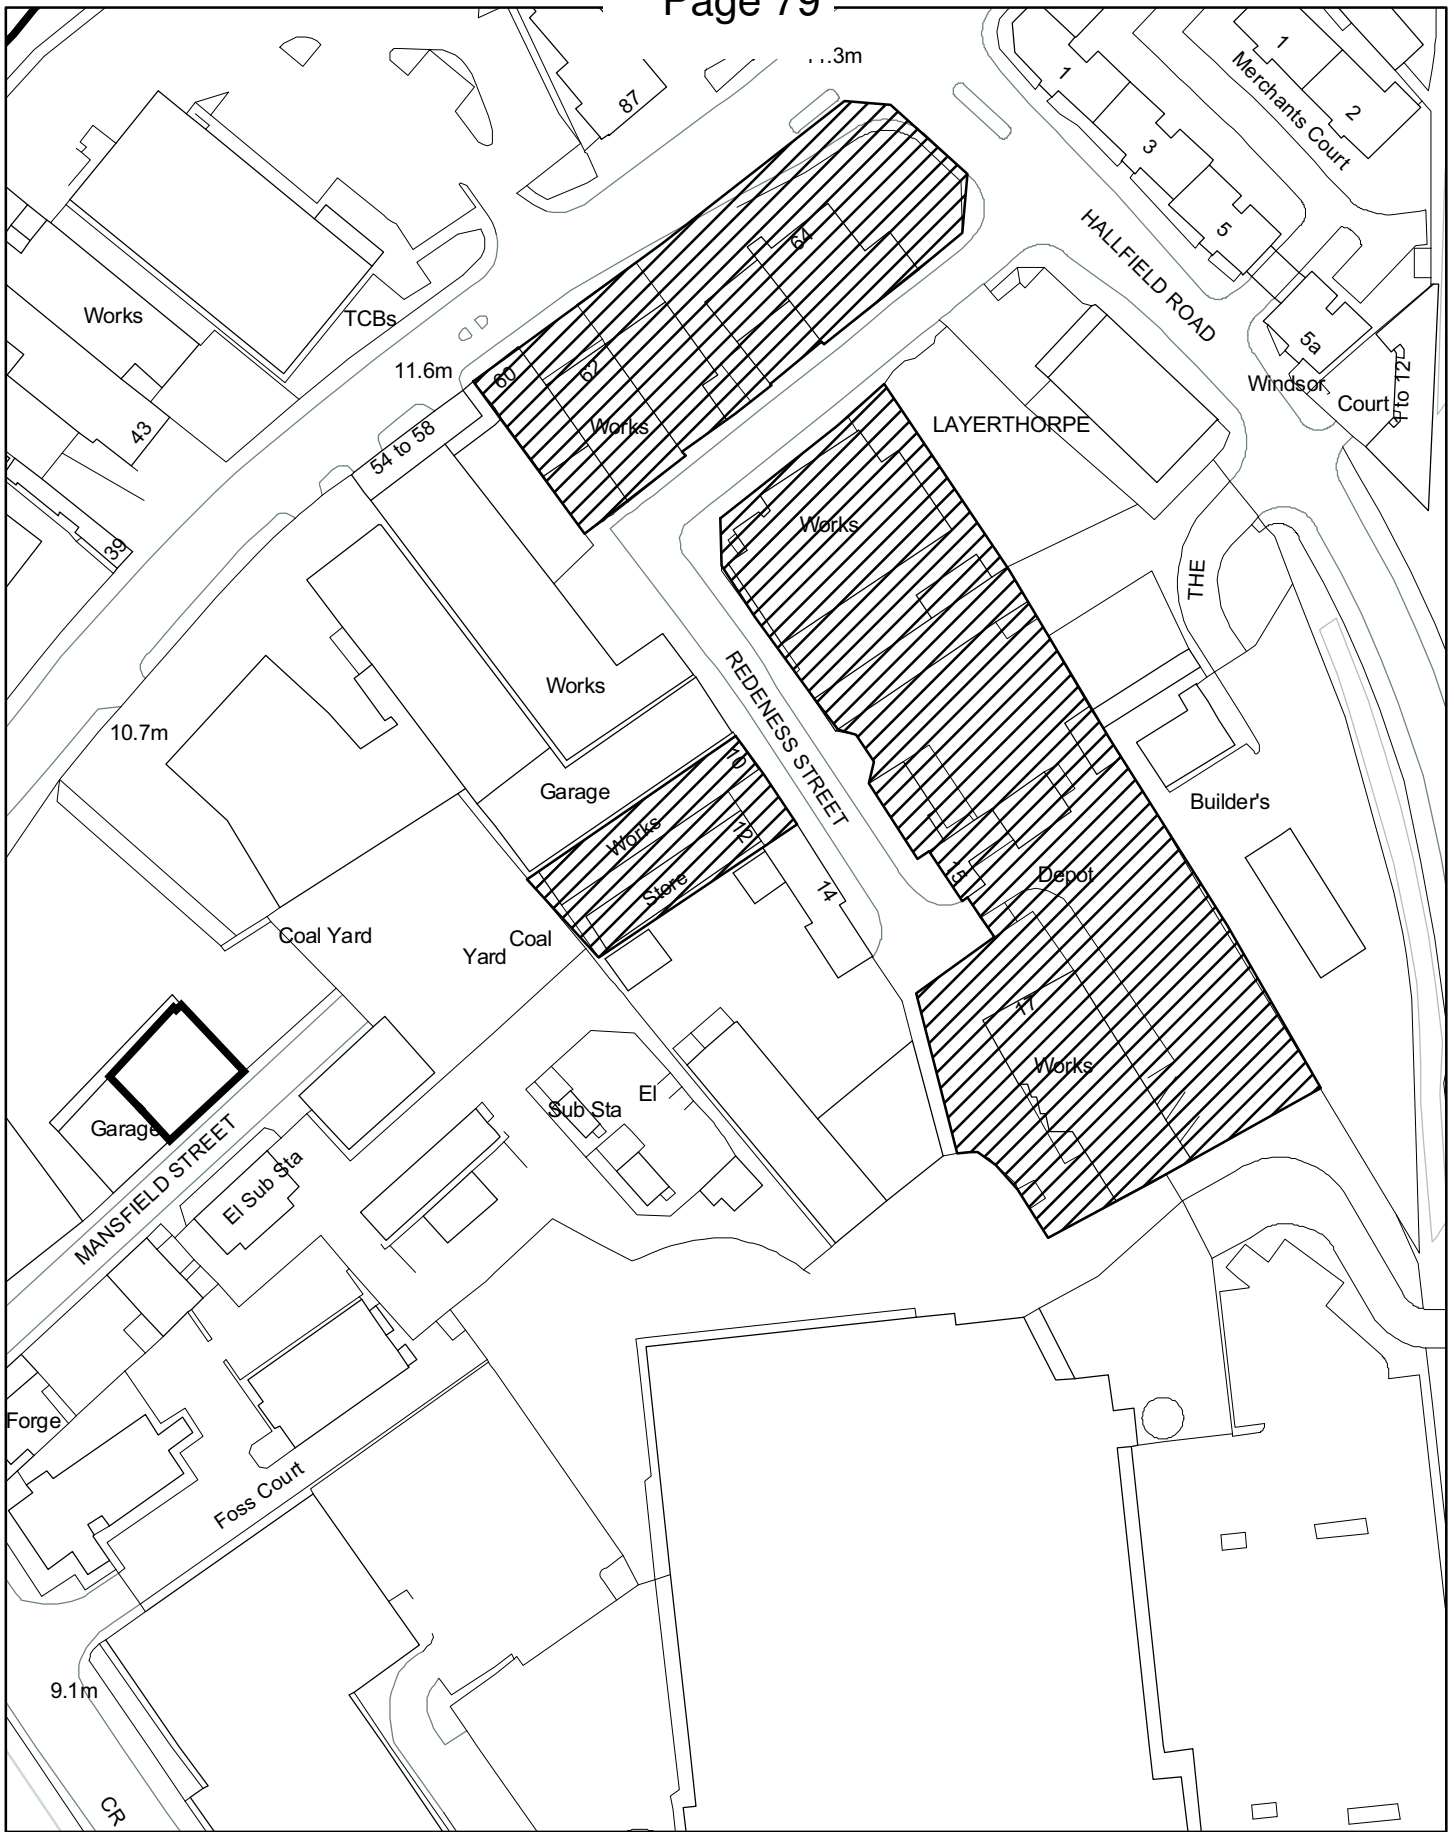 Page 79
11.3m
1
1
2
Merchants Court
87
3
5
HALLFIELD ROAD
64
Works
TCBs
11.6m
60
62
5a
Windsor
Court
1 to 12
43
54 to 58
Works
LAYERTHORPE
39
Works
THE
REDENESS STREET
Works
10.7m
10
Garage
Works
12
Builder's
Store
14
15
Depot
Coal Yard
Coal
Yard
17
Works
El
Sub Sta
Garage
MANSFIELD STREET
El Sub Sta
Forge
Foss Court
9.1m
CR